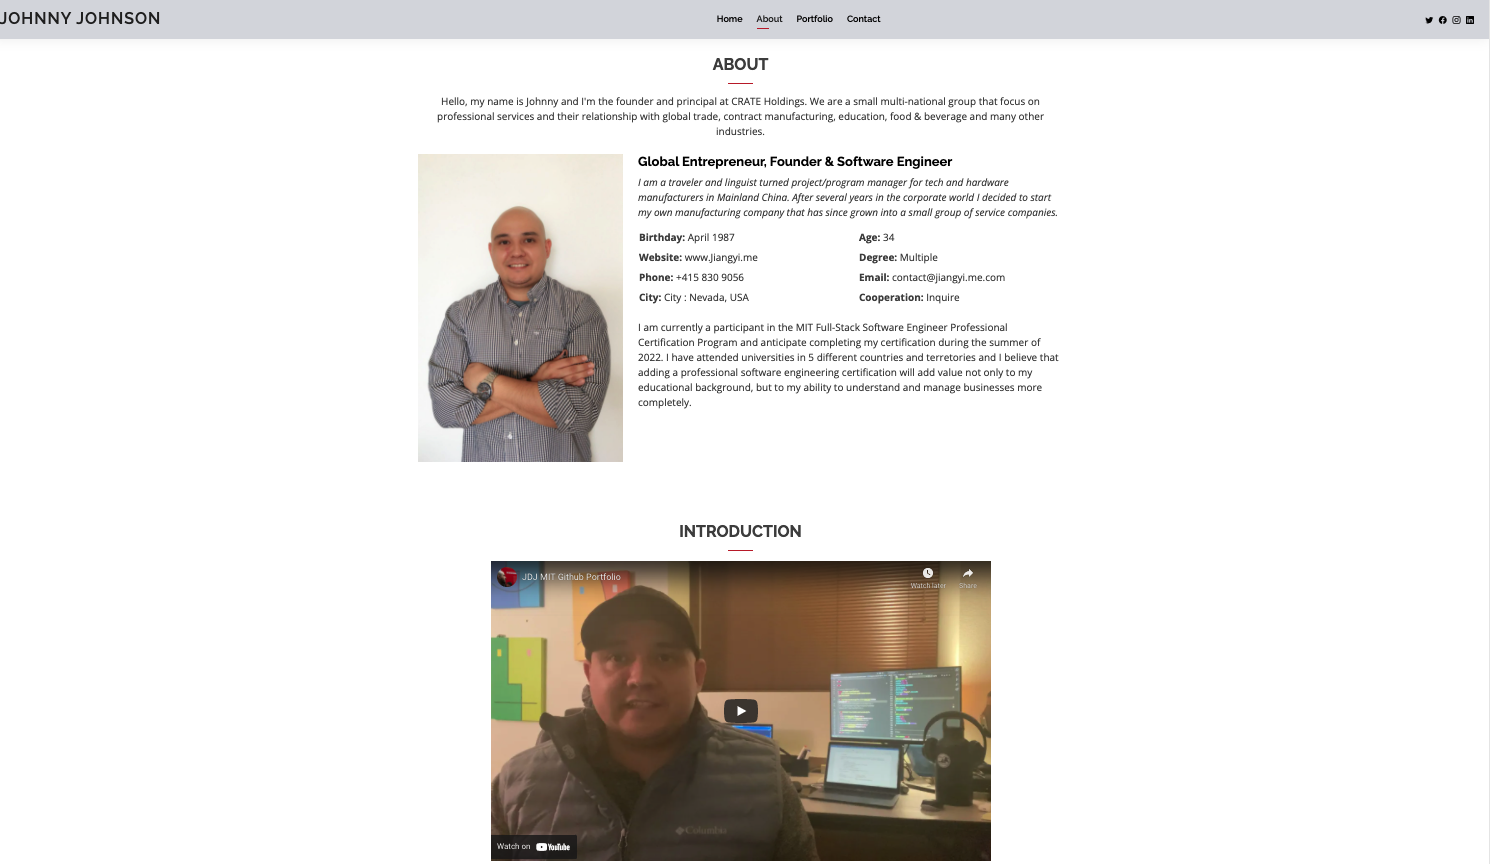 JOHNNY JOHNSON
Home About Portfolio Contact
ABOUT
Hello, my name is Johnny and I'm the founder and principal at CRATE Holdings. We are a small multi-national group that focus on
professional services and their relationship with global trade, contract manufacturing, education, food & beverage and many other
industries.
Global Entrepreneur, Founder & Software Engineer
I am a traveler and linguist turned project/program manager for tech and hardware
manufacturers in Mainland China. After several years in the corporate world I decided to start
my own manufacturing company that has since grown into a small group of service companies.
Birthday: April 1987 Age: 34
Website: www.Jiangyi.me Degree: Multiple
Phone: +415 830 9056 Email: contact@jiangyi.me.com
City: City : Nevada, USA Cooperation: Inquire
I am currently a participant in the MIT Full-Stack Software Engineer Professional
Certification Program and anticipate completing my certification during the summer of
2022. I have attended universities in 5 different countries and terretories and I believe that
adding a professional software engineering certification will add value not only to my
educational background, but to my ability to understand and manage businesses more
completely.
INTRODUCTION
JDJ MIT Github Portfolio
Watch later Share
Columbia
Watch on YouTube